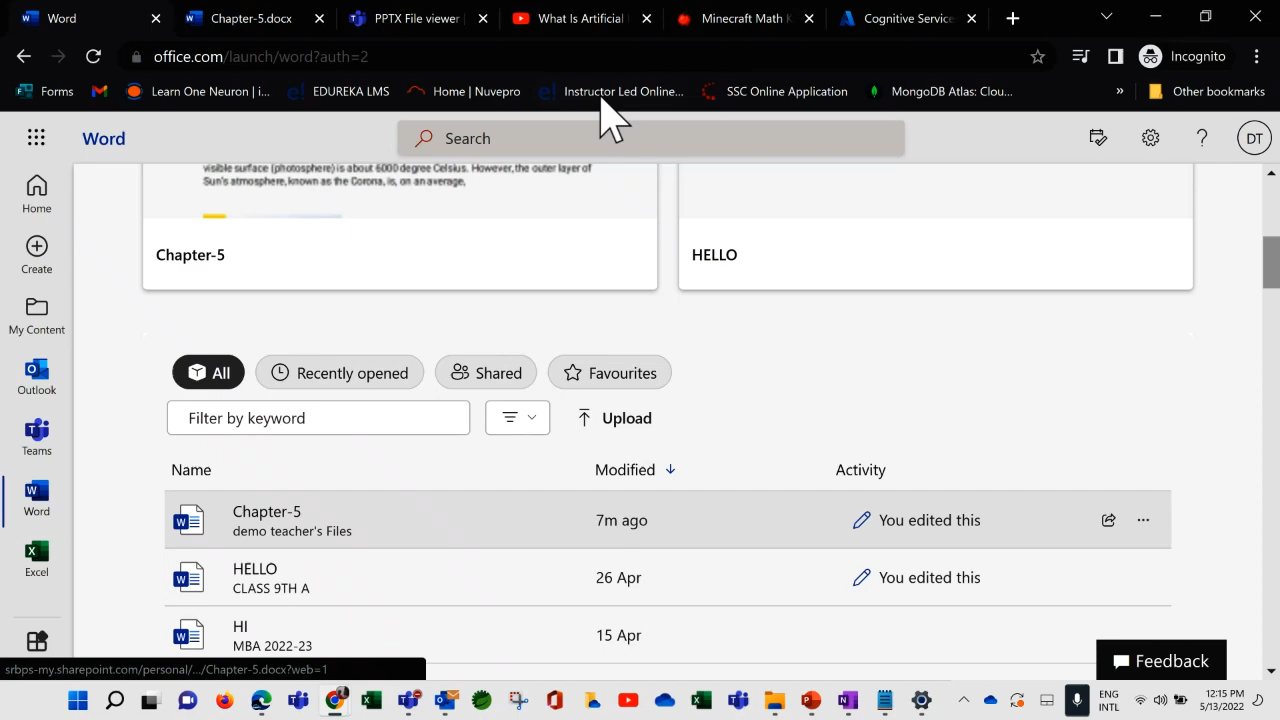 Word
Chapter-5.docx
PPTX File viewer
What Is Artificial
Minecraft Math K
Cognitive Service
office.com/launch/word?auth=2
Incognito
Forms
Learn One Neuron | i...
EDUREKA LMS
Home | Nuvepro
Instructor Led Online...
SSC Online Application
MongoDB Atlas: Clou...
»
Other bookmarks
Word
Search
DT
visible surface (photosphere) is about 6000 degree Celsius. However, the outer layer of
Sun's atmosphere, known as the Corona, is, on an average,
Home
Create
My Content
Outlook
Teams
Word
Excel
Chapter-5
HELLO
All
Recently opened
Shared
Favourites
Filter by keyword
Upload
Name
Modified
Activity
Chapter-5
demo teacher's Files
7m ago
You edited this
HELLO
CLASS 9TH A
26 Apr
You edited this
HI
MBA 2022-23
15 Apr
Feedback
srbps-my.sharepoint.com/personal/.../Chapter-5.docx?web=1
ENG
INTL
12:15 PM
5/13/2022